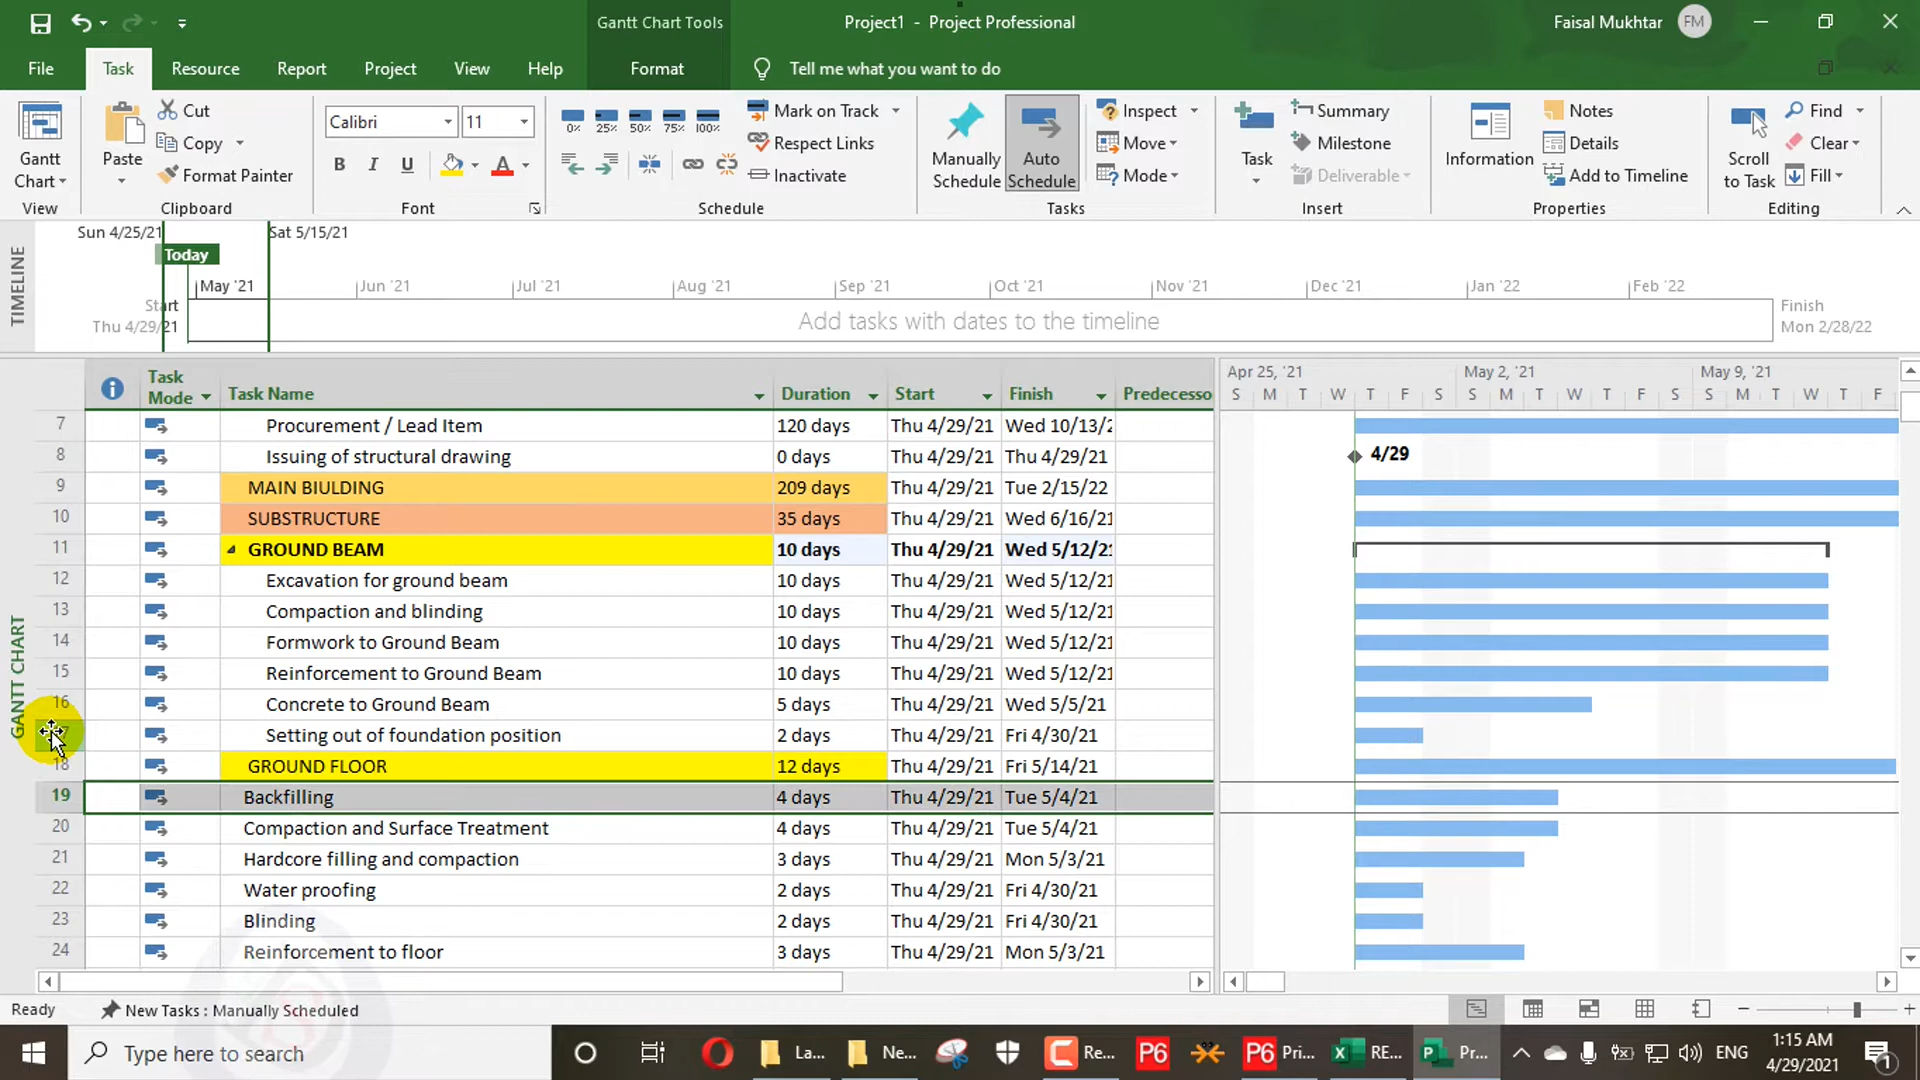 Gantt Chart Tools
Project1 - Project Professional
Faisal Mukhtar FM
File Task Resource Report Project View Help Format Tell me what you want to do
Gantt Chart
View
Paste
Cut
Copy
Format Painter
Clipboard
Calibri 11
B I U A
Font
0% 25% 50% 75% 100%
Mark on Track
Respect Links
Inactivate
Schedule
Manually Schedule
Auto Schedule
Inspect
Move
Mode
Tasks
Task
Summary
Milestone
Deliverable
Insert
Information
Notes
Details
Add to Timeline
Properties
Scroll to Task
Find
Clear
Fill
Editing
TIMELINE
Sun 4/25/21 Sat 5/15/21
Today
May '21 Jun '21 Jul '21 Aug '21 Sep '21 Oct '21 Nov '21 Dec '21 Jan '22 Feb '22
Start
Thu 4/29/21
Add tasks with dates to the timeline
Finish
Mon 2/28/22
GANTT CHART
Task Mode Task Name Duration Start Finish Predecesso
Apr 25, '21 May 2, '21 May 9, '21
S M T W T F S S M T W T F S S M T W T F
7 Procurement / Lead Item 120 days Thu 4/29/21 Wed 10/13/2
8 Issuing of structural drawing 0 days Thu 4/29/21 Thu 4/29/21 4/29
9 MAIN BIULDING 209 days Thu 4/29/21 Tue 2/15/22
10 SUBSTRUCTURE 35 days Thu 4/29/21 Wed 6/16/21
11 GROUND BEAM 10 days Thu 4/29/21 Wed 5/12/21
12 Excavation for ground beam 10 days Thu 4/29/21 Wed 5/12/21
13 Compaction and blinding 10 days Thu 4/29/21 Wed 5/12/21
14 Formwork to Ground Beam 10 days Thu 4/29/21 Wed 5/12/21
15 Reinforcement to Ground Beam 10 days Thu 4/29/21 Wed 5/12/21
16 Concrete to Ground Beam 5 days Thu 4/29/21 Wed 5/5/21
Setting out of foundation position 2 days Thu 4/29/21 Fri 4/30/21
18 GROUND FLOOR 12 days Thu 4/29/21 Fri 5/14/21
19 Backfilling 4 days Thu 4/29/21 Tue 5/4/21
20 Compaction and Surface Treatment 4 days Thu 4/29/21 Tue 5/4/21
21 Hardcore filling and compaction 3 days Thu 4/29/21 Mon 5/3/21
22 Water proofing 2 days Thu 4/29/21 Fri 4/30/21
23 Blinding 2 days Thu 4/29/21 Fri 4/30/21
24 Reinforcement to floor 3 days Thu 4/29/21 Mon 5/3/21
Ready New Tasks : Manually Scheduled
Type here to search La... Ne... Re... P6 P6 Pri... RE... Pr... ENG
1:15 AM
4/29/2021
1